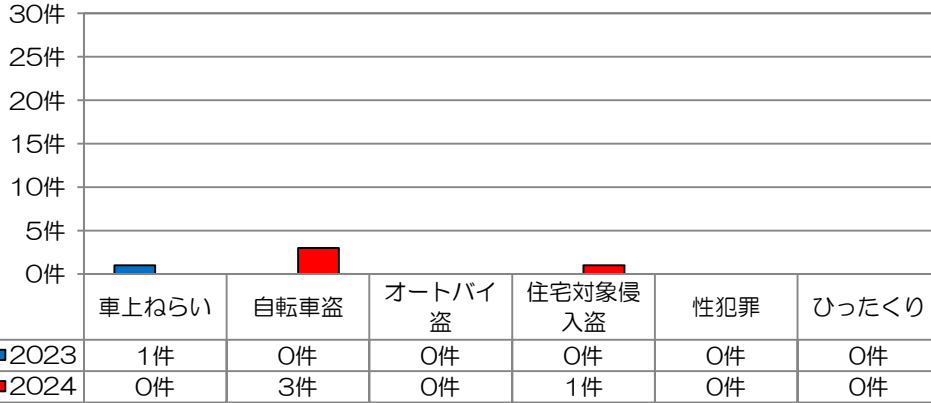 30件
25件
20件
15件
10件
5件
0件
車上ねらい 自転車盗 オートバイ盗 住宅対象侵入盗 性犯罪 ひったくり
2023 1件 0件 0件 0件 0件 0件
2024 0件 3件 0件 1件 0件 0件